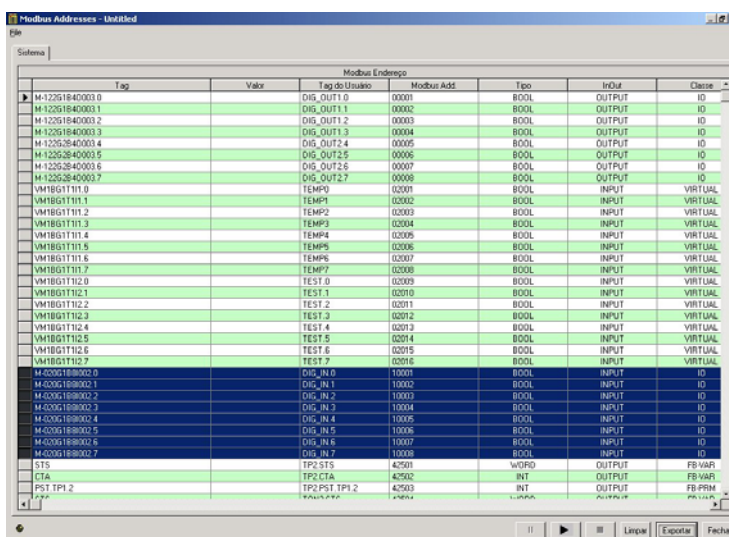 Modbus Addresses - Untitled
File
Sistema
Modbus Endereço
Tag Valor Tag do Usuário Modbus Add. Tipo InOut Classe
M-122G1B4O003.0 DIG_OUT1.0 00001 BOOL OUTPUT IO
M-122G1B4O003.1 DIG_OUT1.1 00002 BOOL OUTPUT IO
M-122G1B4O003.2 DIG_OUT1.2 00003 BOOL OUTPUT IO
M-122G1B4O003.3 DIG_OUT1.3 00004 BOOL OUTPUT IO
M-122G2B4O003.4 DIG_OUT2.4 00005 BOOL OUTPUT IO
M-122G2B4O003.5 DIG_OUT2.5 00006 BOOL OUTPUT IO
M-122G2B4O003.6 DIG_OUT2.6 00007 BOOL OUTPUT IO
M-122G2B4O003.7 DIG_OUT2.7 00008 BOOL OUTPUT IO
VM1BG1T1I1.0 TEMP0 02001 BOOL INPUT VIRTUAL
VM1BG1T1I1.1 TEMP1 02002 BOOL INPUT VIRTUAL
VM1BG1T1I1.2 TEMP2 02003 BOOL INPUT VIRTUAL
VM1BG1T1I1.3 TEMP3 02004 BOOL INPUT VIRTUAL
VM1BG1T1I1.4 TEMP4 02005 BOOL INPUT VIRTUAL
VM1BG1T1I1.5 TEMP5 02006 BOOL INPUT VIRTUAL
VM1BG1T1I1.6 TEMP6 02007 BOOL INPUT VIRTUAL
VM1BG1T1I1.7 TEMP7 02008 BOOL INPUT VIRTUAL
VM1BG1T1I2.0 TEST.0 02009 BOOL INPUT VIRTUAL
VM1BG1T1I2.1 TEST.1 02010 BOOL INPUT VIRTUAL
VM1BG1T1I2.2 TEST.2 02011 BOOL INPUT VIRTUAL
VM1BG1T1I2.3 TEST.3 02012 BOOL INPUT VIRTUAL
VM1BG1T1I2.4 TEST.4 02013 BOOL INPUT VIRTUAL
VM1BG1T1I2.5 TEST.5 02014 BOOL INPUT VIRTUAL
VM1BG1T1I2.6 TEST.6 02015 BOOL INPUT VIRTUAL
VM1BG1T1I2.7 TEST.7 02016 BOOL INPUT VIRTUAL
M-020G1B8I002.0 DIG_IN.0 10001 BOOL INPUT IO
M-020G1B8I002.1 DIG_IN.1 10002 BOOL INPUT IO
M-020G1B8I002.2 DIG_IN.2 10003 BOOL INPUT IO
M-020G1B8I002.3 DIG_IN.3 10004 BOOL INPUT IO
M-020G1B8I002.4 DIG_IN.4 10005 BOOL INPUT IO
M-020G1B8I002.5 DIG_IN.5 10006 BOOL INPUT IO
M-020G1B8I002.6 DIG_IN.6 10007 BOOL INPUT IO
M-020G1B8I002.7 DIG_IN.7 10008 BOOL INPUT IO
STS TP2.STS 42501 WORD OUTPUT FB-VAR
CTA TP2.CTA 42502 INT OUTPUT FB-VAR
PST.TP1.2 TP2.PST.TP1.2 42503 INT OUTPUT FB-PRM
Limpar Exportar Fecha